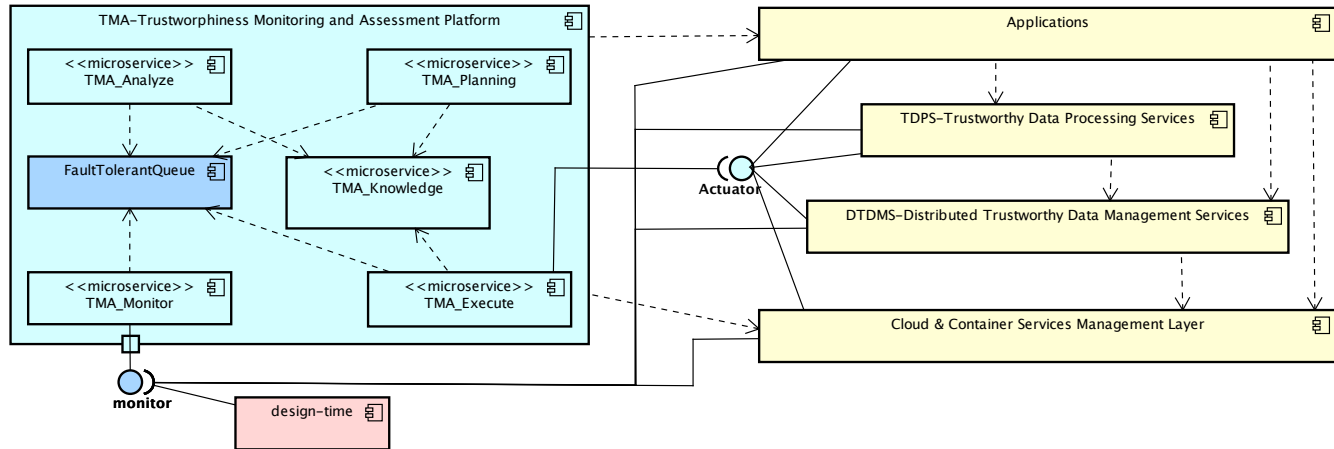 TMA-Trustworphiness Monitoring and Assessment Platform
Applications
<<microservice>>
TMA_Analyze
<<microservice>>
TMA_Planning
TDPS-Trustworthy Data Processing Services
FaultTolerantQueue
<<microservice>>
TMA_Knowledge
Actuator
DTDMS-Distributed Trustworthy Data Management Services
<<microservice>>
TMA_Monitor
<<microservice>>
TMA_Execute
Cloud & Container Services Management Layer
monitor
design-time